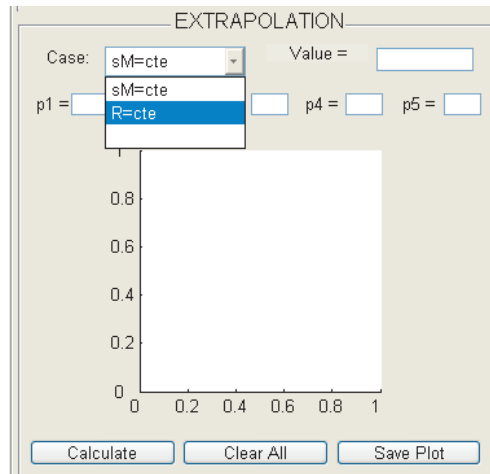 EXTRAPOLATION
Case: sM=cte Value =
sM=cte
R=cte
p1 = p4 = p5 =
1
0.8
0.6
0.4
0.2
0
0 0.2 0.4 0.6 0.8 1
Calculate Clear All Save Plot